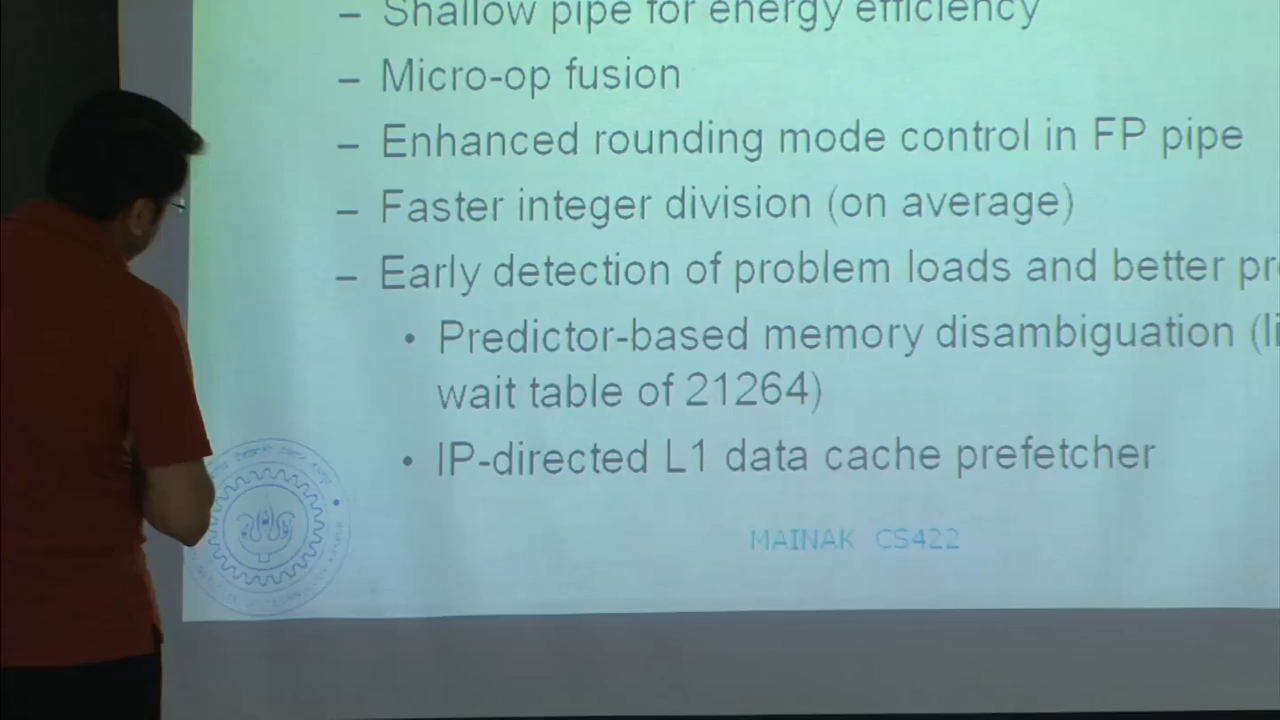 – Shallow pipe for energy efficiency
– Micro-op fusion
– Enhanced rounding mode control in FP pipe
– Faster integer division (on average)
– Early detection of problem loads and better pr
• Predictor-based memory disambiguation (li
wait table of 21264)
• IP-directed L1 data cache prefetcher
MAINAK CS422